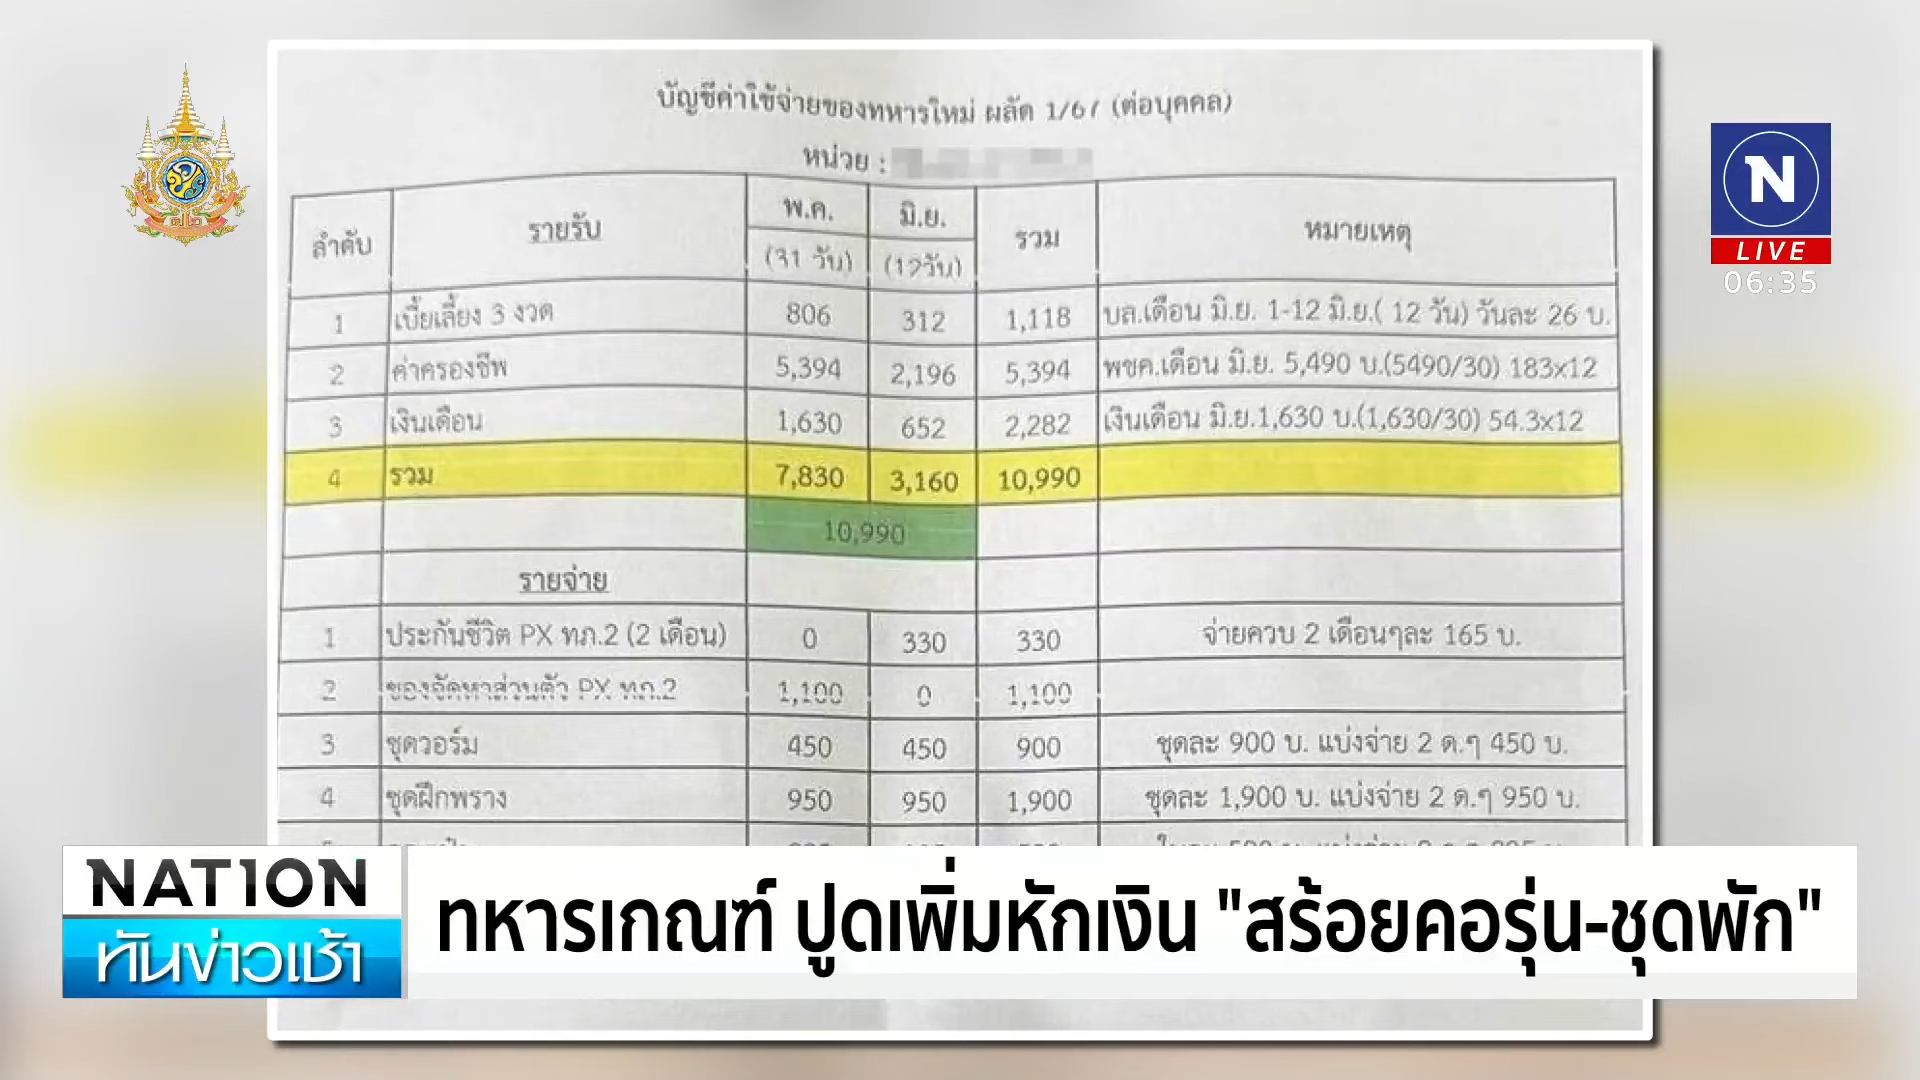 บัญชีค่าใช้จ่ายของทหารใหม่ ผลัด 1/67 (ต่อบุคคล)
หน่วย :
ลำดับ รายรับ พ.ค. มิ.ย. รวม หมายเหตุ
(31 วัน) (12วัน)
1 เบี้ยเลี้ยง 3 งวด 806 312 1,118 บล.เดือน มิ.ย. 1-12 มิ.ย.( 12 วัน) วันละ 26 บ.
2 ค่าครองชีพ 5,394 2,196 5,394 พชค.เดือน มิ.ย. 5,490 บ.(5490/30) 183x12
3 เงินเดือน 1,630 652 2,282 เงินเดือน มิ.ย.1,630 บ.(1,630/30) 54.3x12
4 รวม 7,830 3,160 10,990
10,990
รายจ่าย
1 ประกันชีวิต PX ทภ.2 (2 เดือน) 0 330 330 จ่ายควบ 2 เดือนๆละ 165 บ.
2 ของจัดหาส่วนตัว PX ทภ.2 1,100 0 1,100
3 ชุดวอร์ม 450 450 900 ชุดละ 900 บ. แบ่งจ่าย 2 ด.ๆ 450 บ.
4 ชุดฝึกพราง 950 950 1,900 ชุดละ 1,900 บ. แบ่งจ่าย 2 ด.ๆ 950 บ.
N
LIVE
06:35
NATION
ทันข่าวเช้า
ทหารเกณฑ์ ปูดเพิ่มหักเงิน "สร้อยคอรุ่น-ชุดพัก"